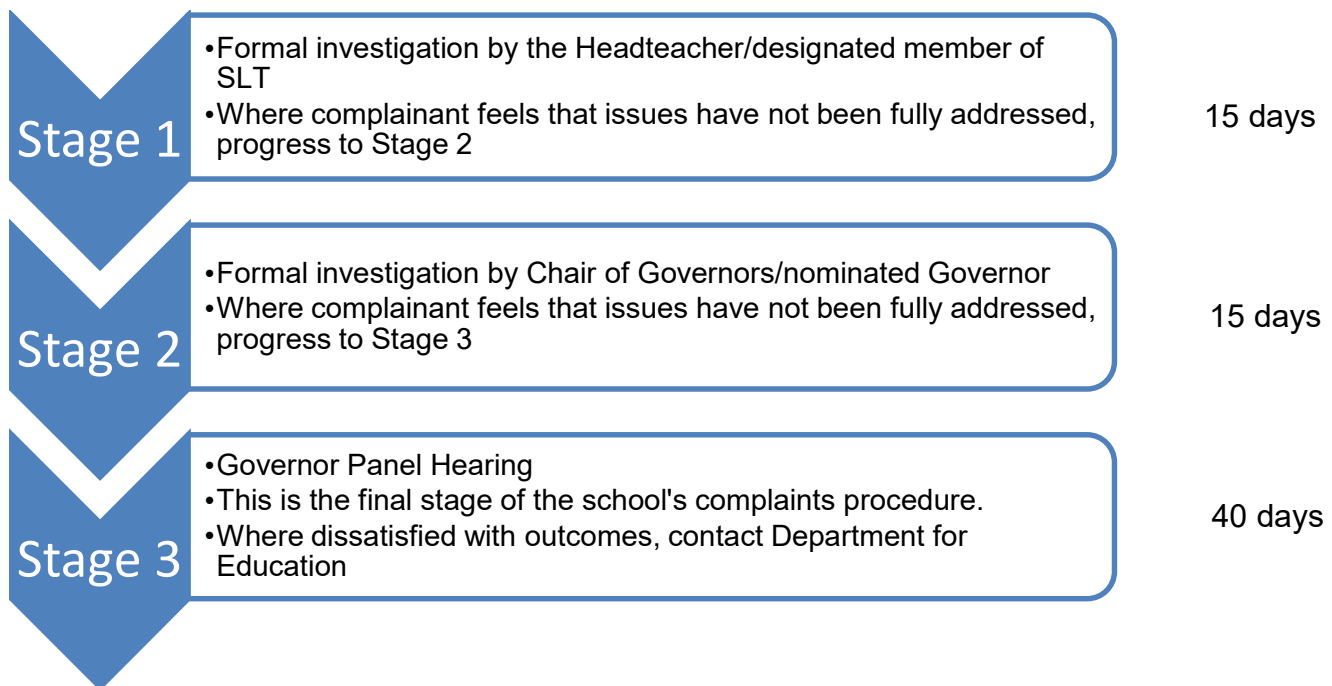 Stage 1
•Formal investigation by the Headteacher/designated member of
SLT
•Where complainant feels that issues have not been fully addressed,
progress to Stage 2
15 days
Stage 2
•Formal investigation by Chair of Governors/nominated Governor
•Where complainant feels that issues have not been fully addressed,
progress to Stage 3
15 days
Stage 3
•Governor Panel Hearing
•This is the final stage of the school's complaints procedure.
•Where dissatisfied with outcomes, contact Department for
Education
40 days